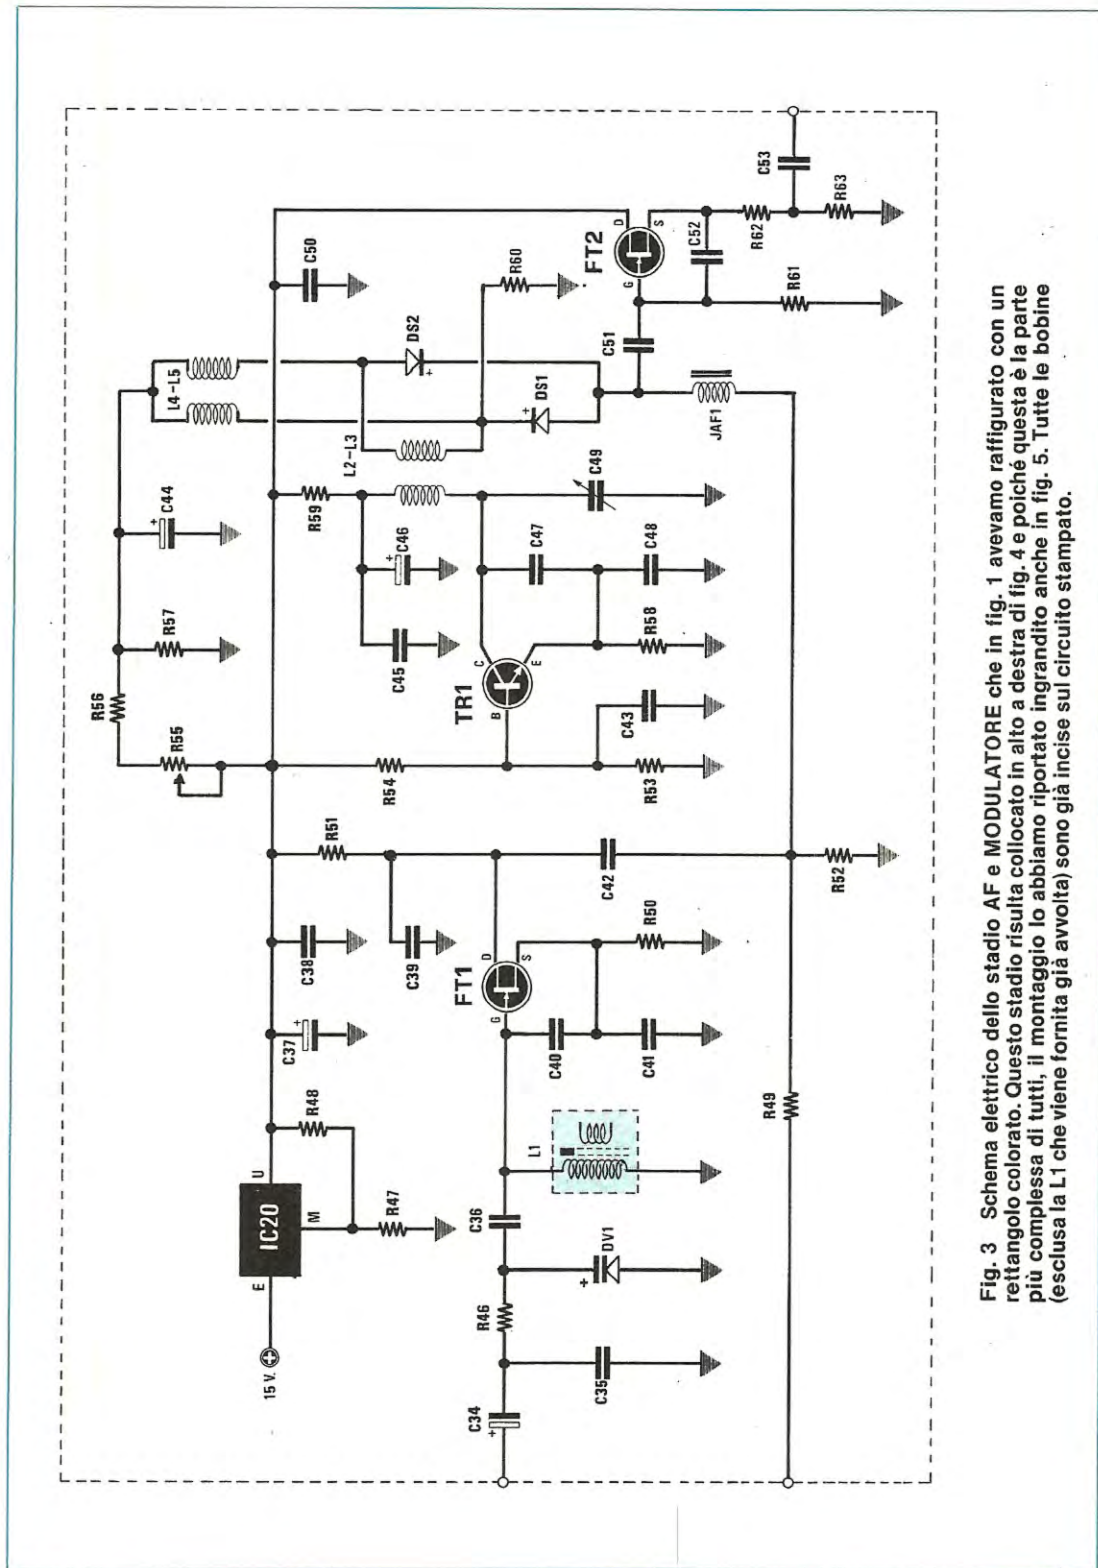 15 V.
E
IC20
U
M
R48
R47
C37
+
C38
R51
C39
R55
R56
R57
C44
+
L4-L5
C50
R54
R59
C45
C46
+
L2-L3
DS2
+
DS1
+
R60
C34
+
R46
C35
DV1
+
C36
L1
FT1
G
D
S
C40
C41
R50
C42
R52
R49
TR1
B
C
E
R53
C43
R58
C47
C48
C49
JAF1
C51
FT2
G
D
S
C52
R61
R62
R63
C53
Fig. 3 Schema elettrico dello stadio AF e MODULATORE che in fig. 1 avevamo raffigurato con un
rettangolo colorato. Questo stadio risulta collocato in alto a destra di fig. 4 e poiché questa è la parte
più complessa di tutti, il montaggio lo abbiamo riportato ingrandito anche in fig. 5. Tutte le bobine
(esclusa la L1 che viene fornita già avvolta) sono già incise sul circuito stampato.